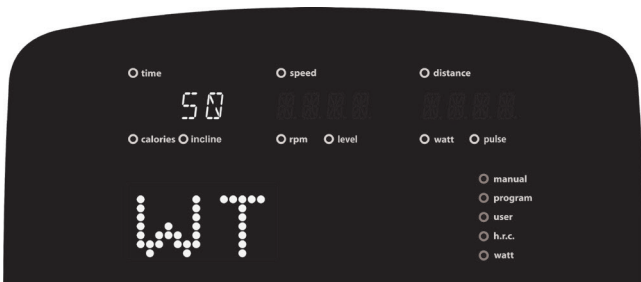 time speed distance
50
calories incline rpm level watt pulse
manual
program
user
h.r.c.
watt
WT